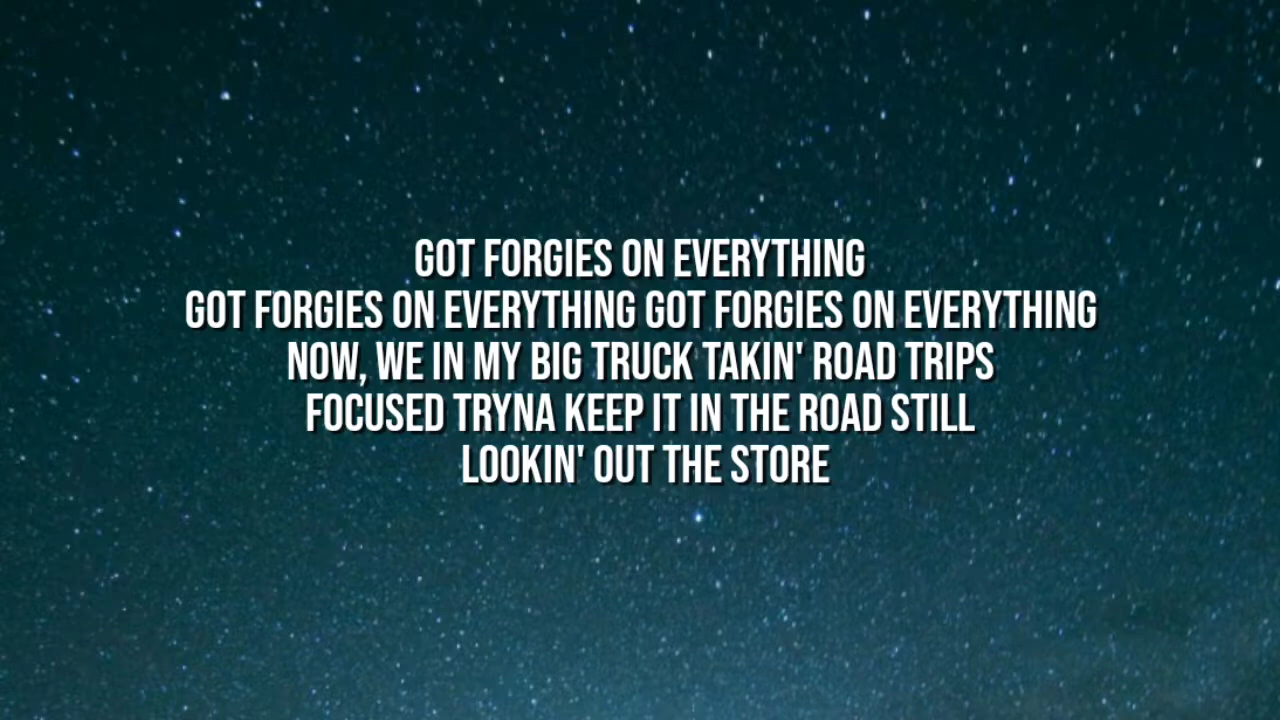 GOT FORGIES ON EVERYTHING
GOT FORGIES ON EVERYTHING GOT FORGIES ON EVERYTHING
NOW, WE IN MY BIG TRUCK TAKIN' ROAD TRIPS
FOCUSED TRYNA KEEP IT IN THE ROAD STILL
LOOKIN' OUT THE STORE